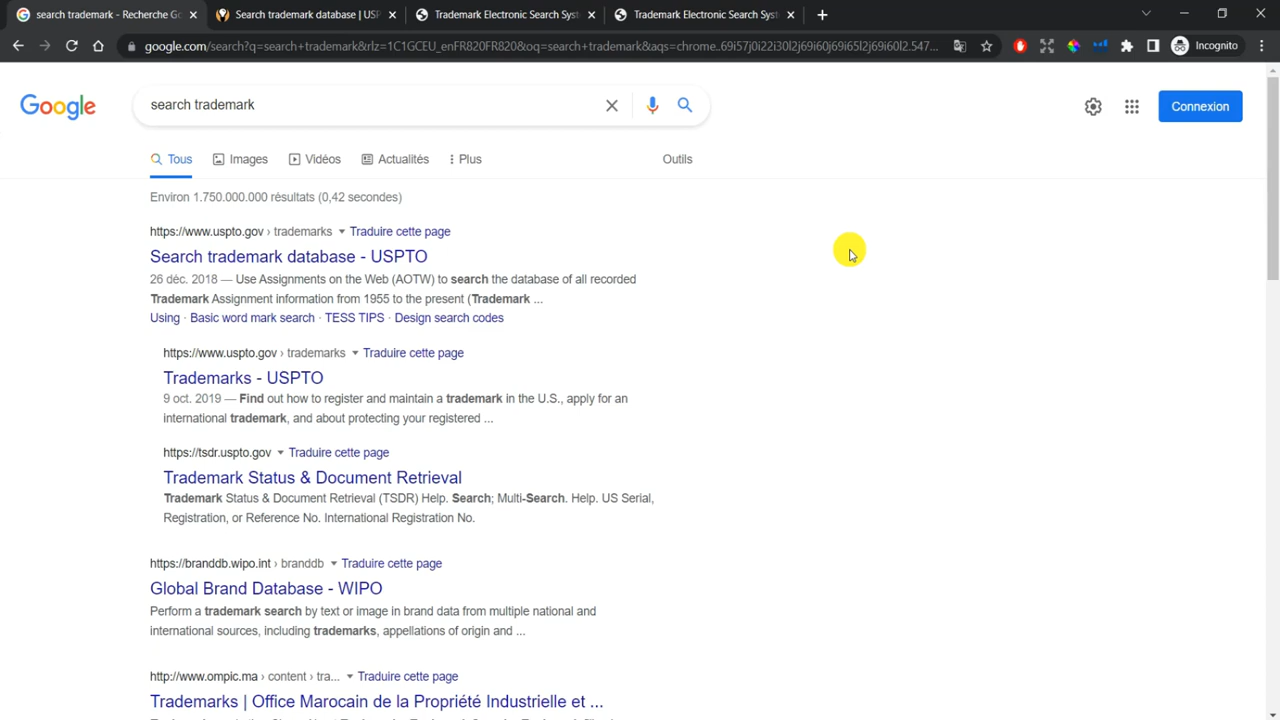 search trademark - Recherche Go
Search trademark database | USP
Trademark Electronic Search Syst
Trademark Electronic Search Syst
google.com/search?q=search+trademark&rlz=1C1GCEU_enFR820FR820&oq=search+trademark&aqs=chrome..69i57j0i22i30l2j69i60j69i65l2j69i60l2.547...
Incognito
Google
search trademark
Connexion
Tous
Images
Vidéos
Actualités
Plus
Outils
Environ 1.750.000.000 résultats (0,42 secondes)
https://www.uspto.gov › trademarks Traduire cette page
Search trademark database - USPTO
26 déc. 2018 — Use Assignments on the Web (AOTW) to search the database of all recorded
Trademark Assignment information from 1955 to the present (Trademark ...
Using · Basic word mark search · TESS TIPS · Design search codes
https://www.uspto.gov › trademarks Traduire cette page
Trademarks - USPTO
9 oct. 2019 — Find out how to register and maintain a trademark in the U.S., apply for an
international trademark, and about protecting your registered ...
https://tsdr.uspto.gov Traduire cette page
Trademark Status & Document Retrieval
Trademark Status & Document Retrieval (TSDR) Help. Search; Multi-Search. Help. US Serial,
Registration, or Reference No. International Registration No.
https://branddb.wipo.int › branddb Traduire cette page
Global Brand Database - WIPO
Perform a trademark search by text or image in brand data from multiple national and
international sources, including trademarks, appellations of origin and ...
http://www.ompic.ma › content › tra... Traduire cette page
Trademarks | Office Marocain de la Propriété Industrielle et ...